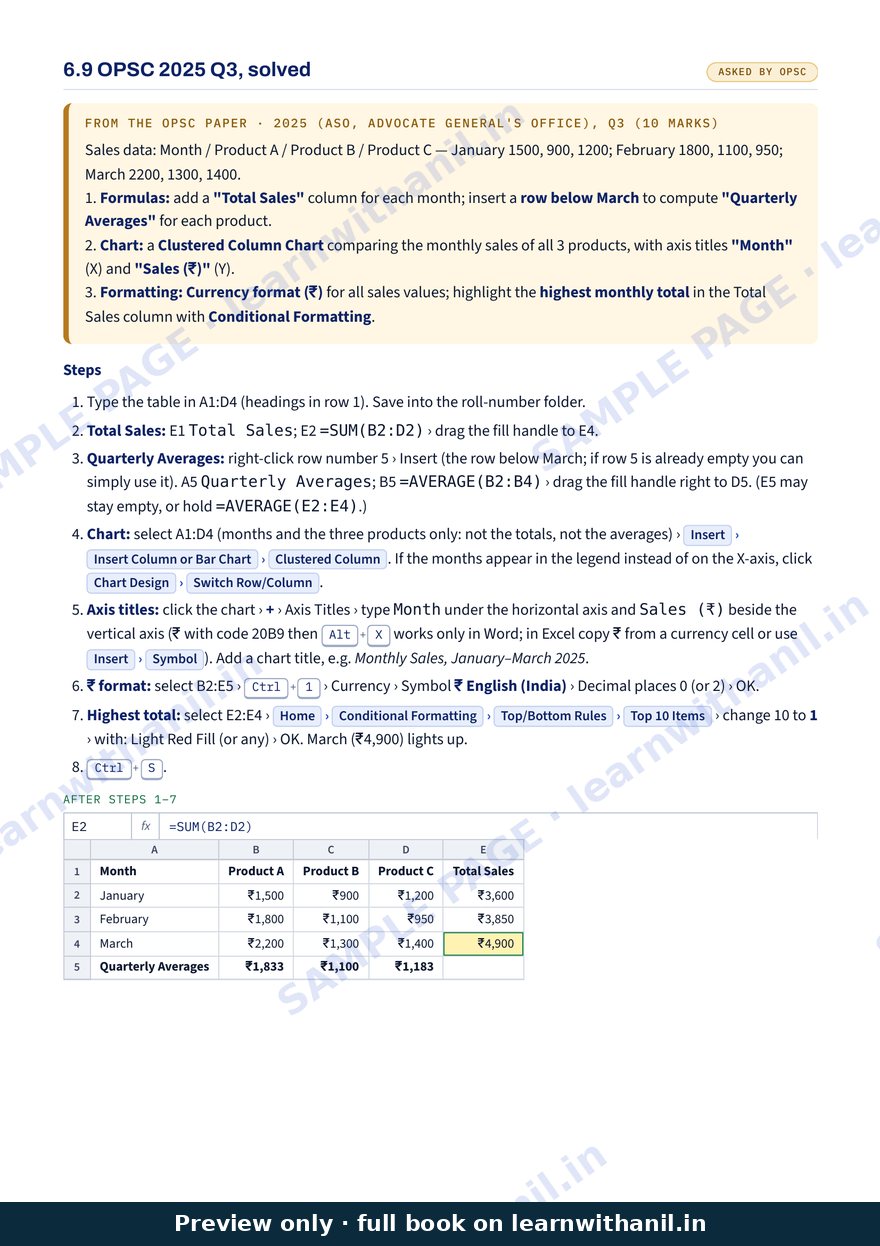 6.9 OPSC 2025 Q3, solved
ASKED BY OPSC
FROM THE OPSC PAPER · 2025 (ASO, ADVOCATE GENERAL'S OFFICE), Q3 (10 MARKS)
Sales data: Month / Product A / Product B / Product C — January 1500, 900, 1200; February 1800, 1100, 950;
March 2200, 1300, 1400.
1. Formulas: add a "Total Sales" column for each month; insert a row below March to compute "Quarterly
Averages" for each product.
2. Chart: a Clustered Column Chart comparing the monthly sales of all 3 products, with axis titles "Month"
(X) and "Sales (₹)" (Y).
3. Formatting: Currency format (₹) for all sales values; highlight the highest monthly total in the Total
Sales column with Conditional Formatting.
Steps
1. Type the table in A1:D4 (headings in row 1). Save into the roll-number folder.
2. Total Sales: E1 Total Sales; E2 =SUM(B2:D2) › drag the fill handle to E4.
3. Quarterly Averages: right-click row number 5 › Insert (the row below March; if row 5 is already empty you can
simply use it). A5 Quarterly Averages; B5 =AVERAGE(B2:B4) › drag the fill handle right to D5. (E5 may
stay empty, or hold =AVERAGE(E2:E4).)
4. Chart: select A1:D4 (months and the three products only: not the totals, not the averages) › Insert ›
Insert Column or Bar Chart › Clustered Column. If the months appear in the legend instead of on the X-axis, click
Chart Design › Switch Row/Column.
5. Axis titles: click the chart › + › Axis Titles › type Month under the horizontal axis and Sales (₹) beside the
vertical axis (₹ with code 20B9 then Alt + X works only in Word; in Excel copy ₹ from a currency cell or use
Insert › Symbol). Add a chart title, e.g. Monthly Sales, January–March 2025.
6. ₹ format: select B2:E5 › Ctrl + 1 › Currency › Symbol ₹ English (India) › Decimal places 0 (or 2) › OK.
7. Highest total: select E2:E4 › Home › Conditional Formatting › Top/Bottom Rules › Top 10 Items › change 10 to 1
› with: Light Red Fill (or any) › OK. March (₹4,900) lights up.
8. Ctrl + S.
AFTER STEPS 1–7
E2 fx =SUM(B2:D2)
A B C D E
1 Month Product A Product B Product C Total Sales
2 January ₹1,500 ₹900 ₹1,200 ₹3,600
3 February ₹1,800 ₹1,100 ₹950 ₹3,850
4 March ₹2,200 ₹1,300 ₹1,400 ₹4,900
5 Quarterly Averages ₹1,833 ₹1,100 ₹1,183
SAMPLE PAGE · learnwithanil.in
SAMPLE PAGE · learnwithanil.in
Preview only · full book on learnwithanil.in